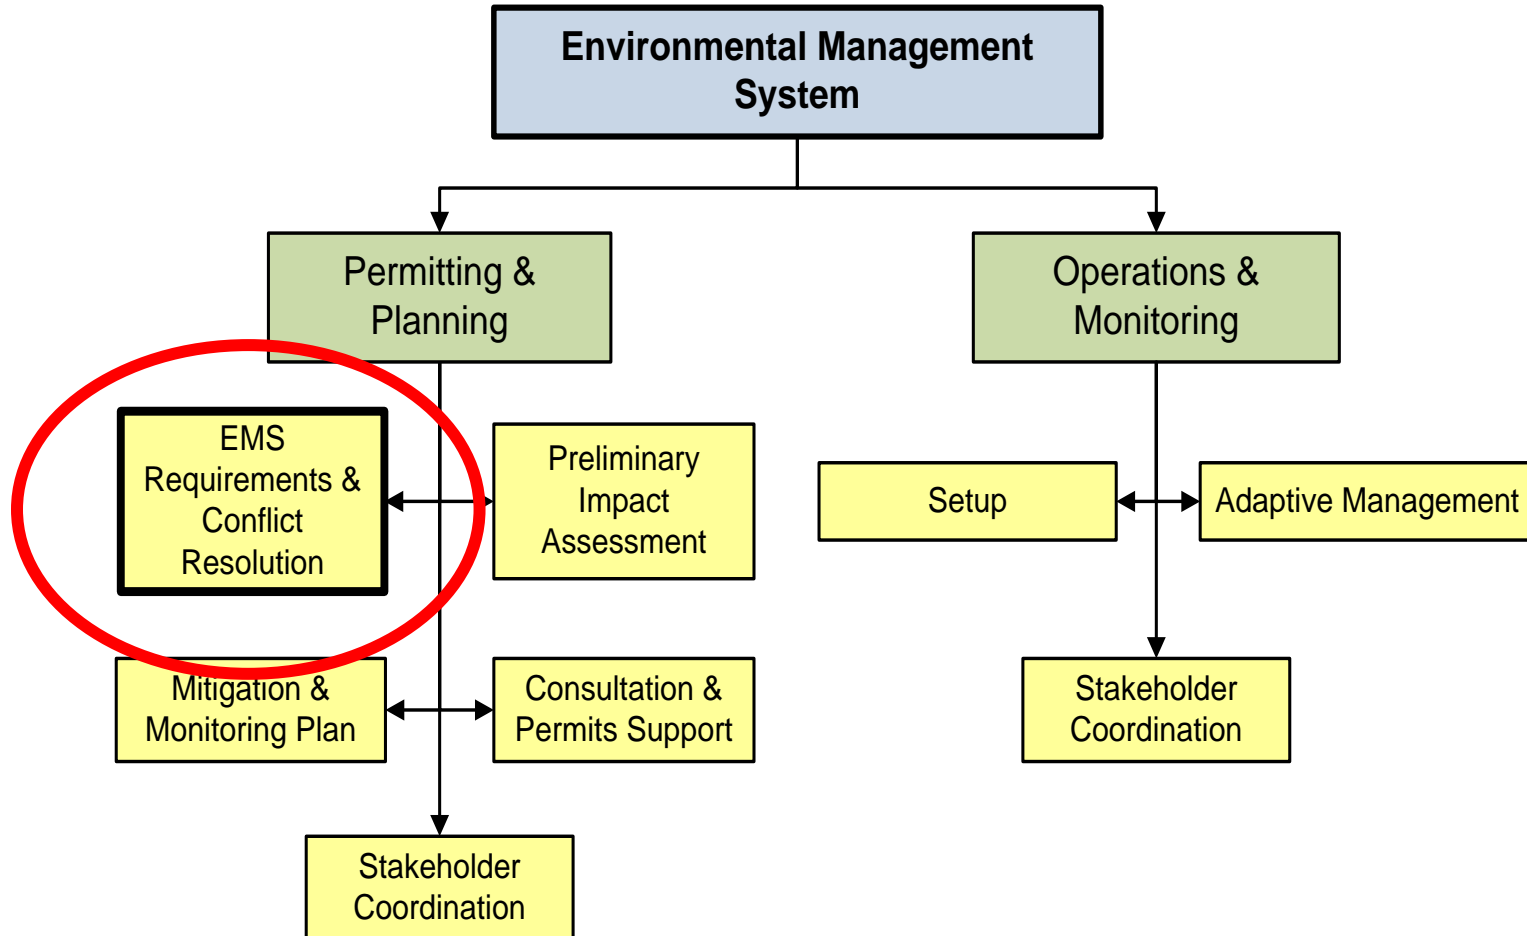 Environmental Management
System
Permitting &
Planning
Operations &
Monitoring
EMS
Requirements &
Conflict
Resolution
Preliminary
Impact
Assessment
Setup
Adaptive Management
Mitigation &
Monitoring Plan
Consultation &
Permits Support
Stakeholder
Coordination
Stakeholder
Coordination